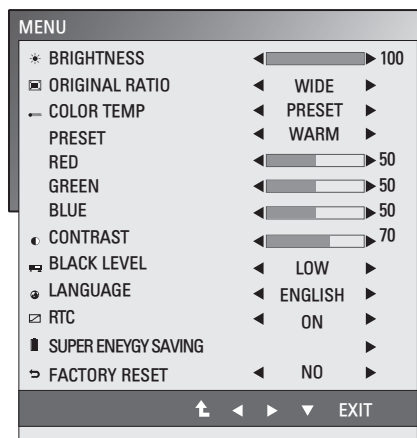 MENU
BRIGHTNESS 100
ORIGINAL RATIO WIDE
COLOR TEMP PRESET
PRESET WARM
RED 50
GREEN 50
BLUE 50
CONTRAST 70
BLACK LEVEL LOW
LANGUAGE ENGLISH
RTC ON
SUPER ENEYGY SAVING
FACTORY RESET NO
EXIT